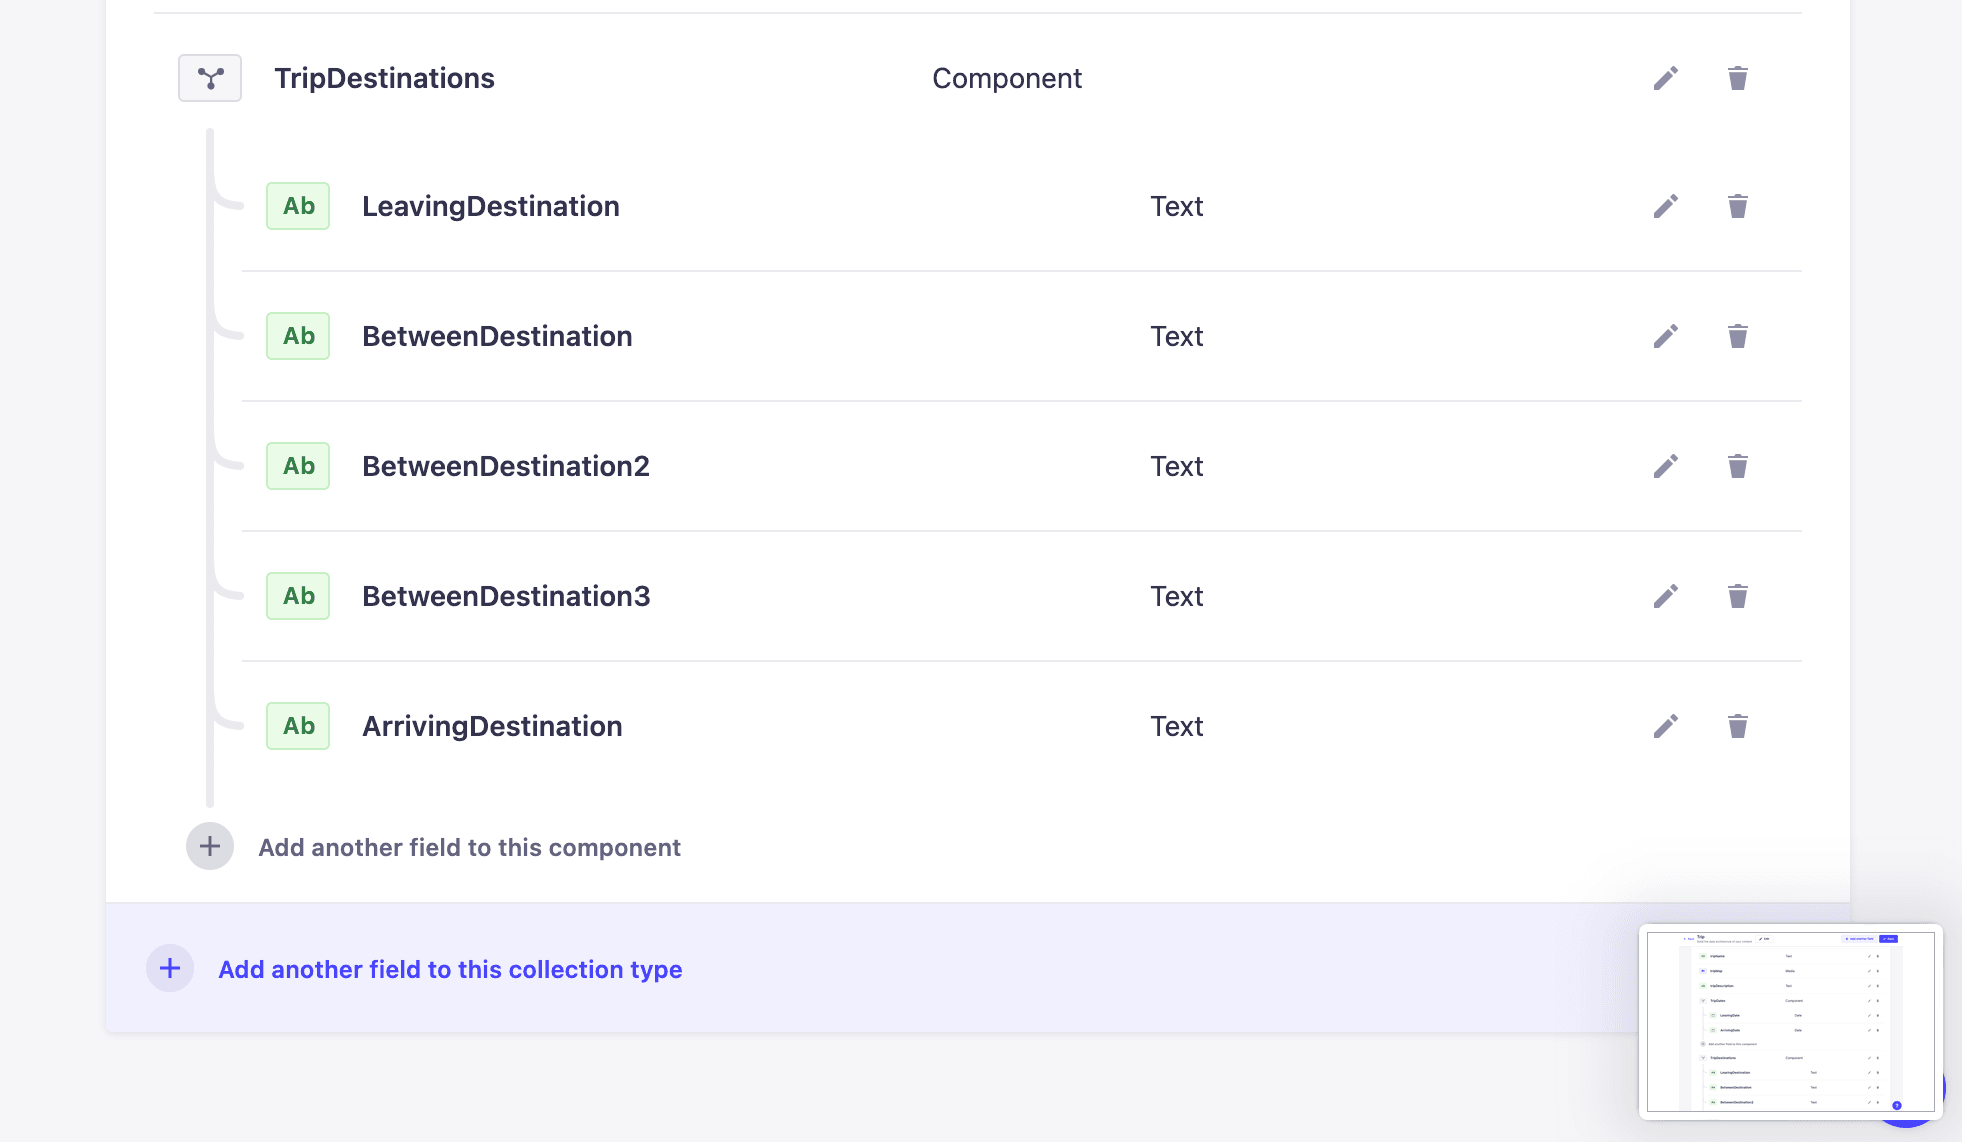 TripDestinations Component
Ab LeavingDestination Text
Ab BetweenDestination Text
Ab BetweenDestination2 Text
Ab BetweenDestination3 Text
Ab ArrivingDestination Text
Add another field to this component
Add another field to this collection type